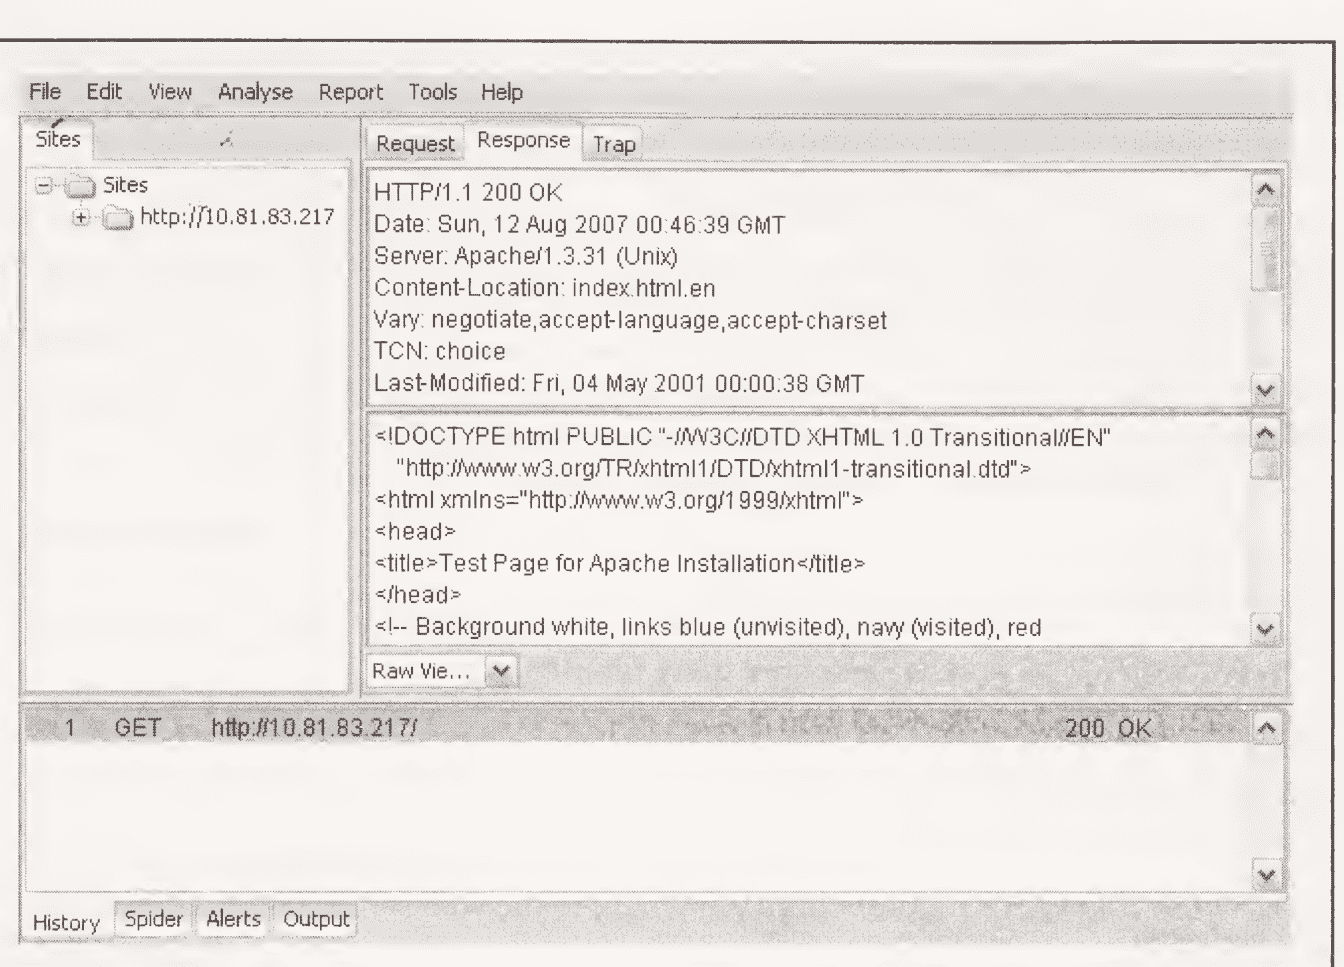 File Edit View Analyse Report Tools Help
Sites
Sites
http://10.81.83.217
Request Response Trap
HTTP/1.1 200 OK
Date: Sun, 12 Aug 2007 00:46:39 GMT
Server: Apache/1.3.31 (Unix)
Content-Location: index.html.en
Vary: negotiate,accept-language,accept-charset
TCN: choice
Last-Modified: Fri, 04 May 2001 00:00:38 GMT
<!DOCTYPE html PUBLIC "-//W3C//DTD XHTML 1.0 Transitional//EN"
"http://www.w3.org/TR/xhtml1/DTD/xhtml1-transitional.dtd">
<html xmlns="http://www.w3.org/1999/xhtml">
<head>
<title>Test Page for Apache Installation</title>
</head>
<!-- Background white, links blue (unvisited), navy (visited), red
Raw Vie...
1 GET http://10.81.83.217/ 200 OK
History Spider Alerts Output